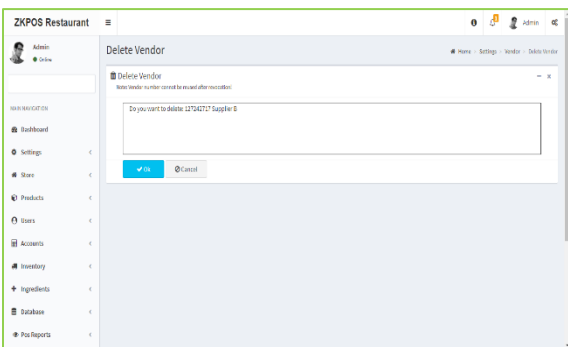 ZKPOS Restaurant
Admin
Admin
Online
Delete Vendor
Home > Settings > Vendor > Delete Vendor
Delete Vendor
Note: Vendor number cannot be reused after revocation!
Do you want to delete: 127242717 Supplier B
Ok
Cancel
MAIN NAVIGATION
Dashboard
Settings
Store
Products
Users
Accounts
Inventory
Ingredients
Database
Pos Reports